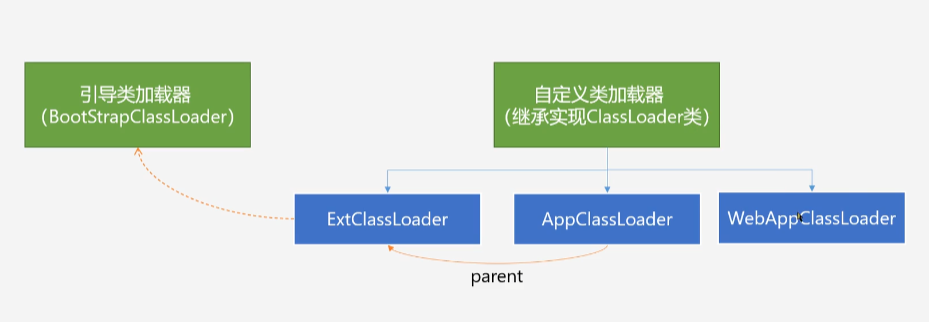 引导类加载器
（BootStrapClassLoader）
自定义类加载器
（继承实现ClassLoader类）
ExtClassLoader
AppClassLoader
WebAppClassLoader
parent